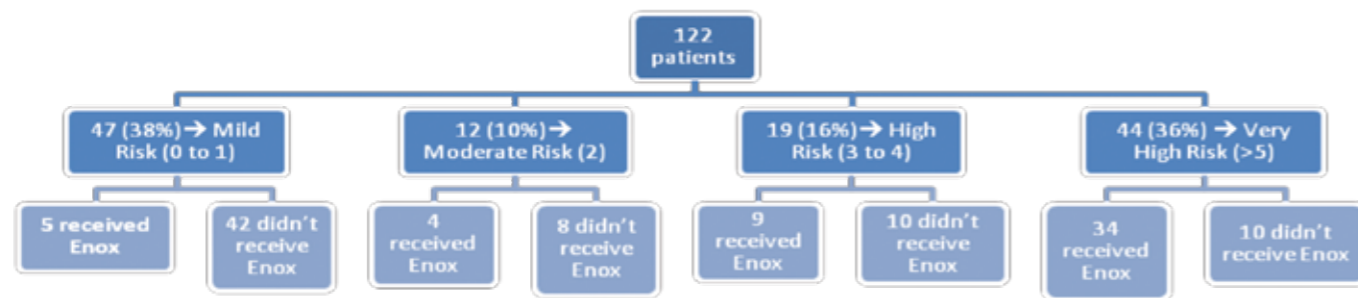 122
patients
47 (38%)→ Mild
Risk (0 to 1)
12 (10%)→
Moderate Risk (2)
19 (16%)→ High
Risk (3 to 4)
44 (36%) → Very
High Risk (>5)
5 received
Enox
42 didn't
receive
Enox
4
received
Enox
8 didn't
receive
Enox
9
received
Enox
10 didn't
receive
Enox
34
received
Enox
10 didn't
receive Enox